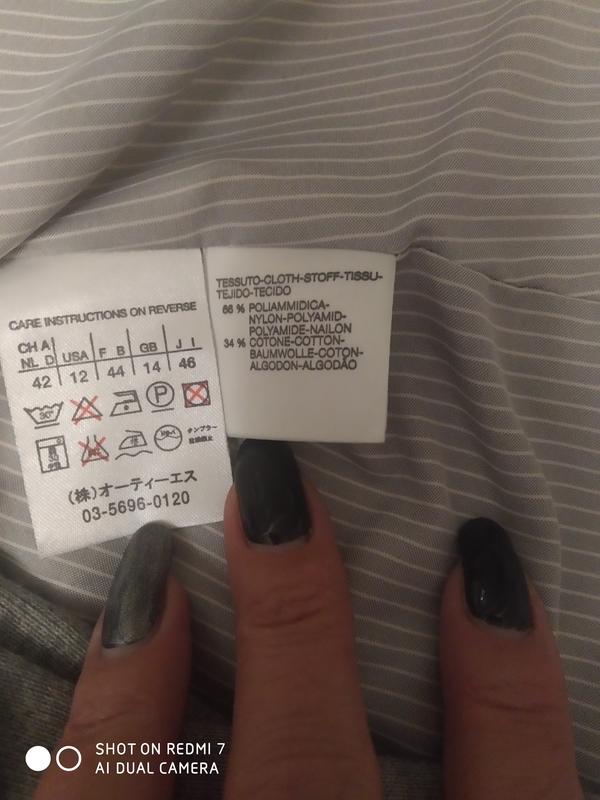 CARE INSTRUCTIONS ON REVERSE
CH A
NL D USA F B GB J I
42 12 44 14 46
30°
P
(株)オーティーエス
03-5696-0120
TESSUTO-CLOTH-STOFF-TISSU-
TEJIDO-TECIDO
66 % POLIAMMIDICA-
NYLON-POLYAMID-
POLYAMIDE-NAILON
34 % COTONE-COTTON-
BAUMWOLLE-COTON-
ALGODON-ALGODÃO
SHOT ON REDMI 7
AI DUAL CAMERA